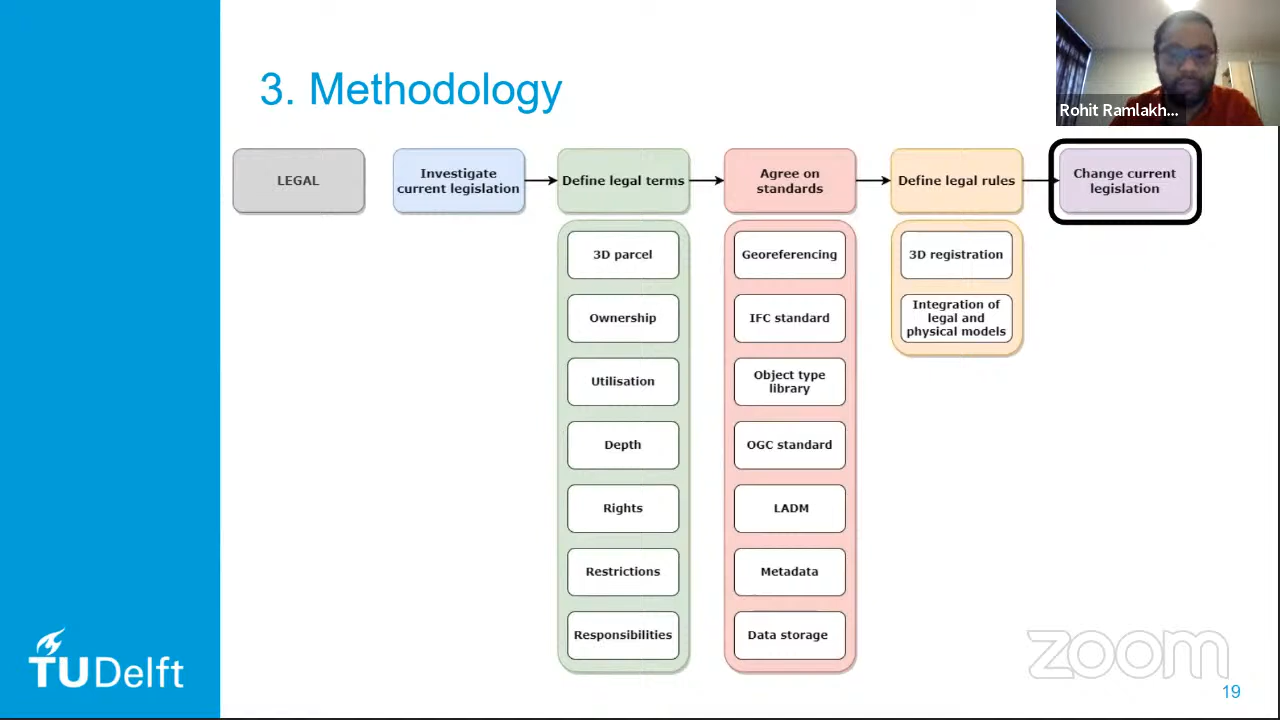 3. Methodology
Rohit Ramlakh...
LEGAL
Investigate
current legislation
Define legal terms
Agree on
standards
Define legal rules
Change current
legislation
3D parcel
Ownership
Utilisation
Depth
Rights
Restrictions
Responsibilities
Georeferencing
IFC standard
Object type
library
OGC standard
LADM
Metadata
Data storage
3D registration
Integration of
legal and
physical models
TUDelft
zoom
19